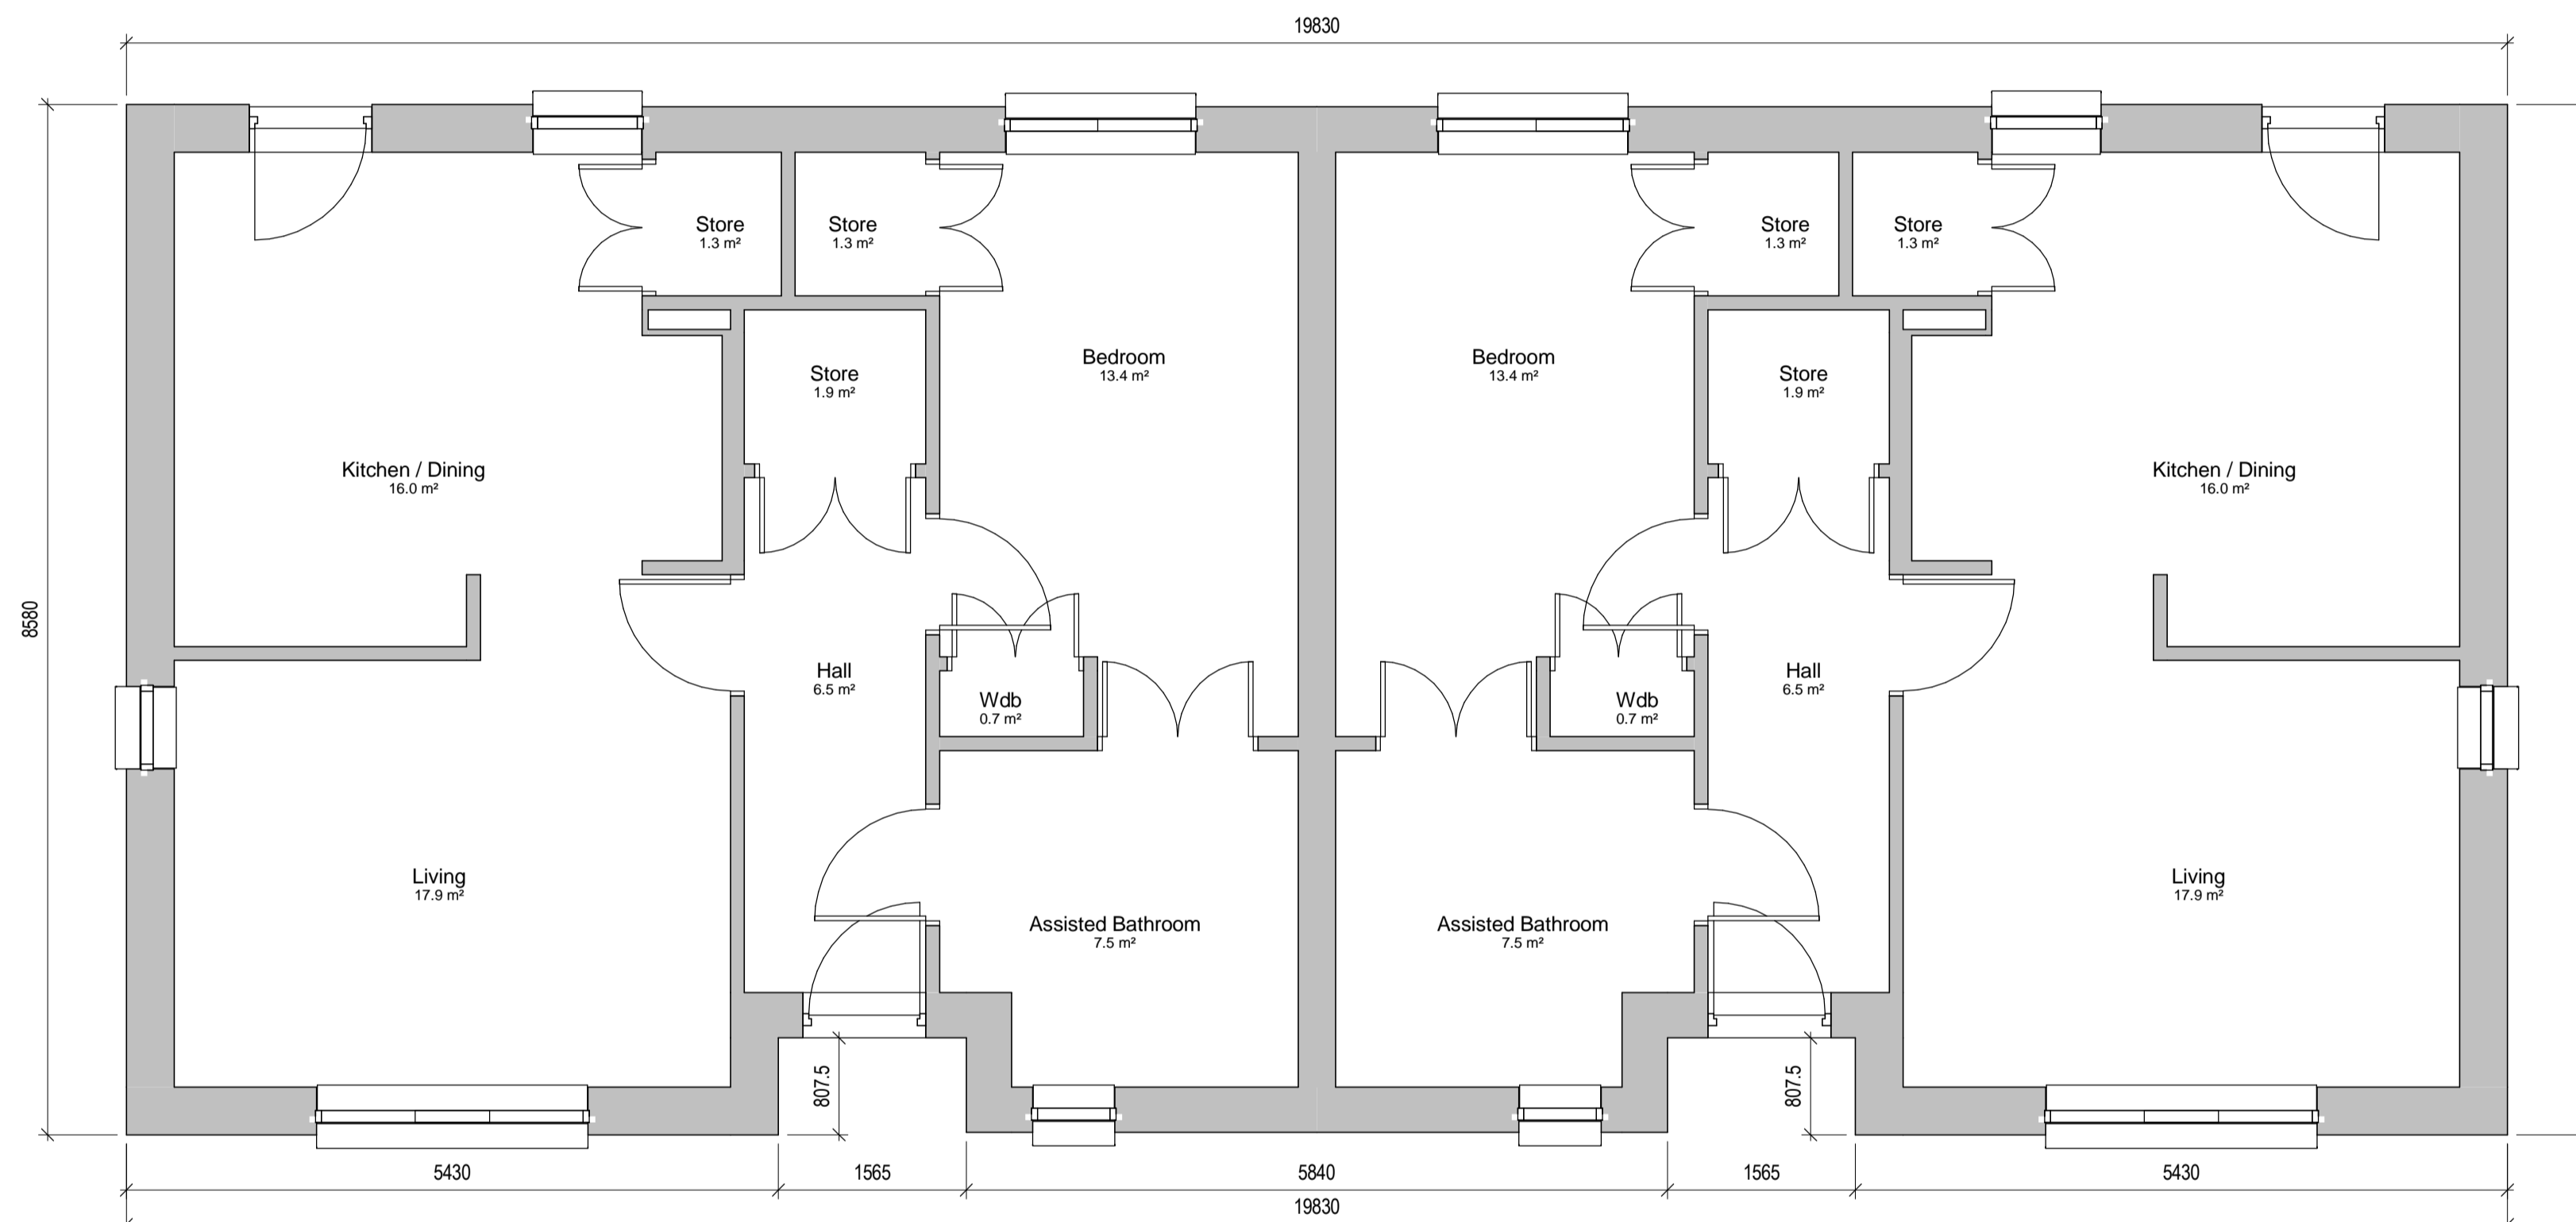 19830
8580
Store
1.3 m²
Store
1.3 m²
Store
1.3 m²
Store
1.3 m²
Bedroom
13.4 m²
Bedroom
13.4 m²
Store
1.9 m²
Store
1.9 m²
Kitchen / Dining
16.0 m²
Kitchen / Dining
16.0 m²
Hall
6.5 m²
Wdb
0.7 m²
Wdb
0.7 m²
Hall
6.5 m²
Living
17.9 m²
Assisted Bathroom
7.5 m²
Assisted Bathroom
7.5 m²
Living
17.9 m²
807.5
807.5
5430
1565
5840
1565
5430
19830